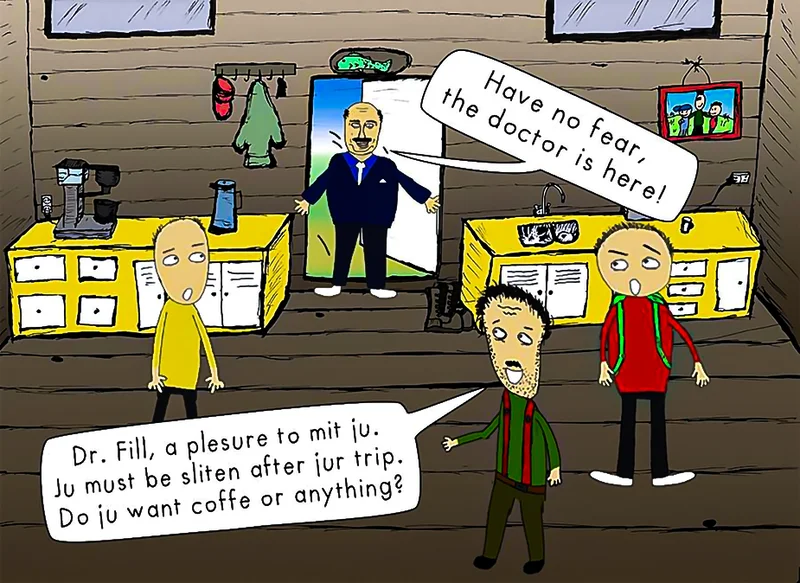 Have no fear,
the doctor is here!
Dr. Fill, a plesure to mit ju.
Ju must be sliten after jur trip.
Do ju want coffe or anything?